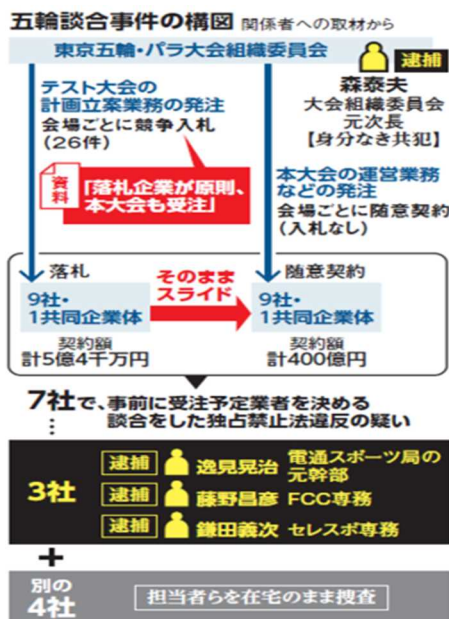 五輪談合事件の構図 関係者への取材から
東京五輪・パラ大会組織委員会
逮捕
森泰夫
大会組織委員会
元次長
【身分なき共犯】
テスト大会の
計画立案業務の発注
会場ごとに競争入札
(26件)
資料
「落札企業が原則、
本大会も受注」
本大会の運営業務
などの発注
会場ごとに随意契約
(入札なし)
落札
9社・
1共同企業体
契約額
計5億4千万円
そのまま
スライド
随意契約
9社・
1共同企業体
契約額
計400億円
7社で、事前に受注予定業者を決める
談合をした独占禁止法違反の疑い
3社
逮捕 逸見晃治 電通スポーツ局の
元幹部
逮捕 藤野昌彦 FCC専務
逮捕 鎌田義次 セレスポ専務
+
別の
4社
担当者らを在宅のまま捜査